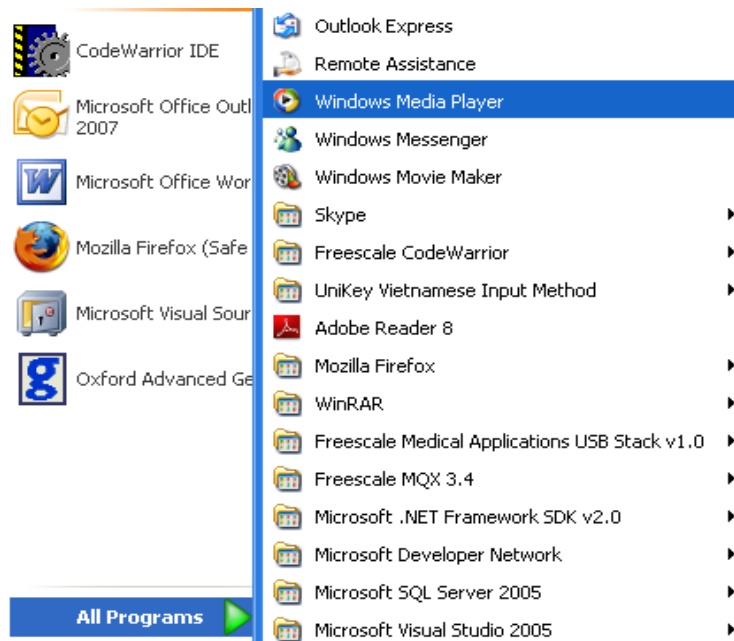 CodeWarrior IDE
Microsoft Office Outl
2007
Microsoft Office Wor
Mozilla Firefox (Safe
Microsoft Visual Sour
Oxford Advanced Ge
All Programs
Outlook Express
Remote Assistance
Windows Media Player
Windows Messenger
Windows Movie Maker
Skype
Freescale CodeWarrior
UniKey Vietnamese Input Method
Adobe Reader 8
Mozilla Firefox
WinRAR
Freescale Medical Applications USB Stack v1.0
Freescale MQX 3.4
Microsoft .NET Framework SDK v2.0
Microsoft Developer Network
Microsoft SQL Server 2005
Microsoft Visual Studio 2005